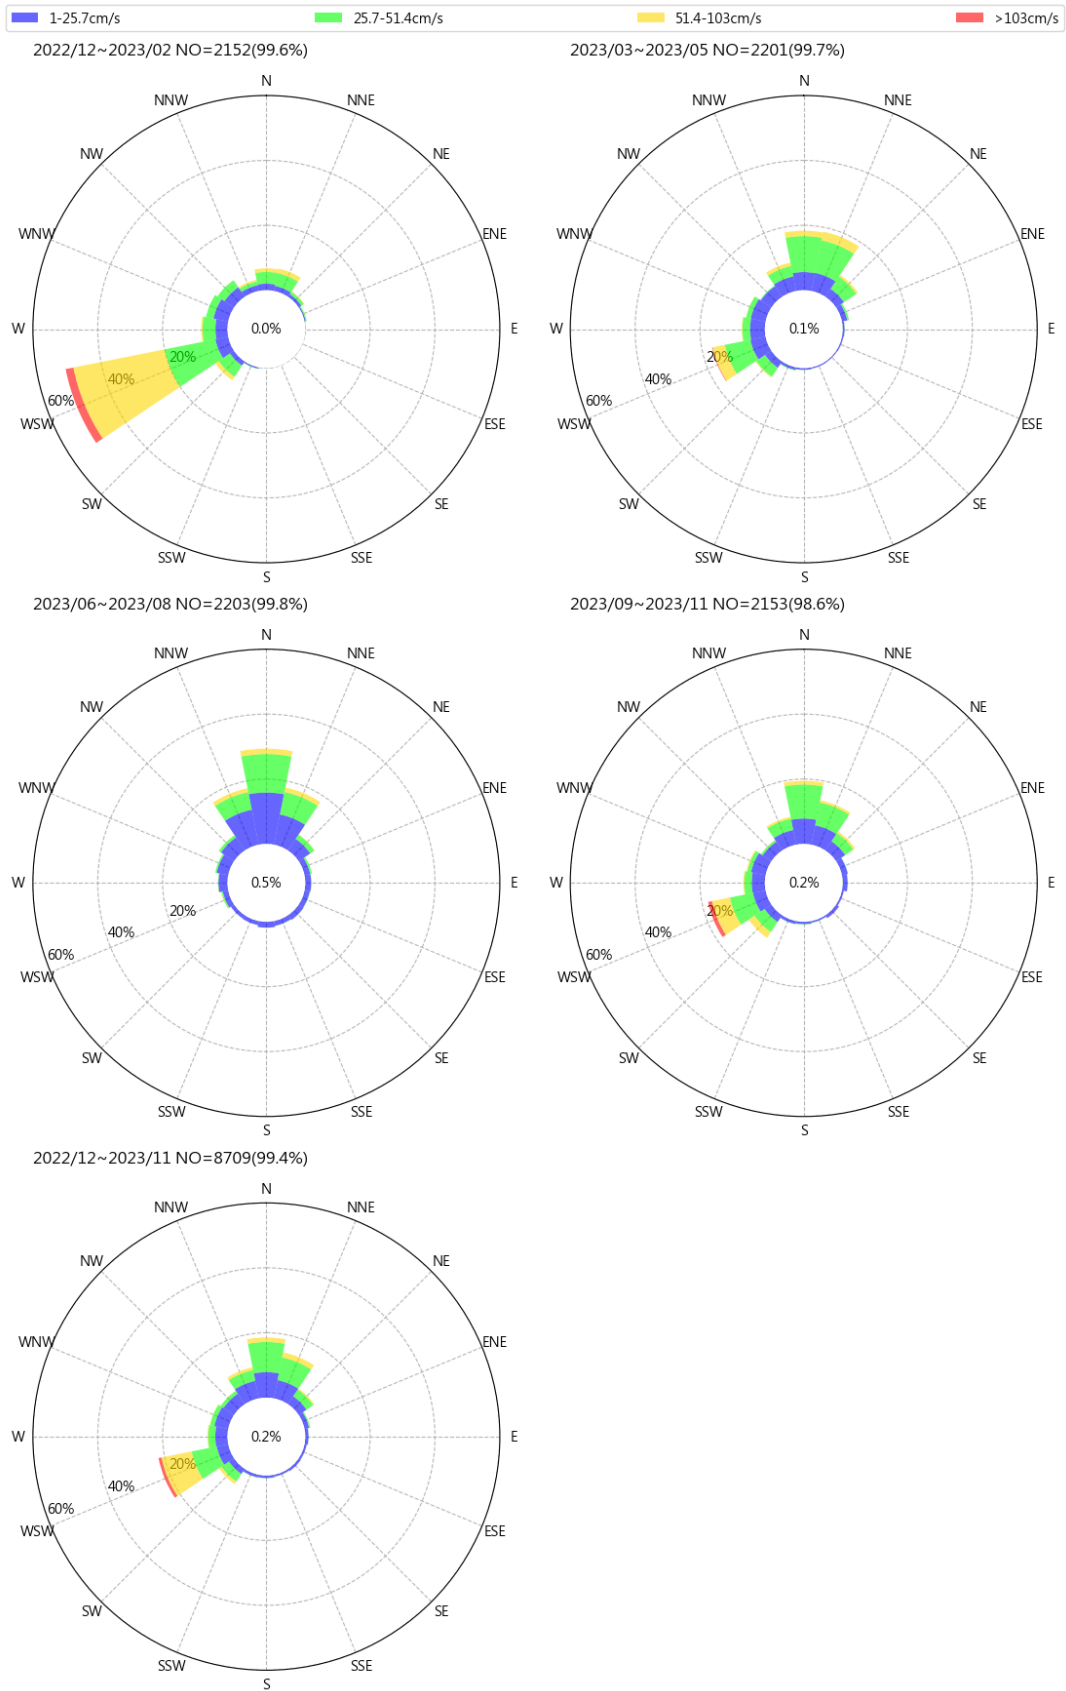 1-25.7cm/s 25.7-51.4cm/s 51.4-103cm/s >103cm/s
2022/12~2023/02 NO=2152(99.6%)
N
NNW NNE
NW NE
WNW ENE
W 0.0% E
20%
40%
60%
WSW ESE
SW SE
SSW SSE
S
2023/03~2023/05 NO=2201(99.7%)
N
NNW NNE
NW NE
WNW ENE
W 0.1% E
20%
40%
60%
WSW ESE
SW SE
SSW SSE
S
2023/06~2023/08 NO=2203(99.8%)
N
NNW NNE
NW NE
WNW ENE
W 0.5% E
20%
40%
60%
WSW ESE
SW SE
SSW SSE
S
2023/09~2023/11 NO=2153(98.6%)
N
NNW NNE
NW NE
WNW ENE
W 0.2% E
20%
40%
60%
WSW ESE
SW SE
SSW SSE
S
2022/12~2023/11 NO=8709(99.4%)
N
NNW NNE
NW NE
WNW ENE
W 0.2% E
20%
40%
60%
WSW ESE
SW SE
SSW SSE
S